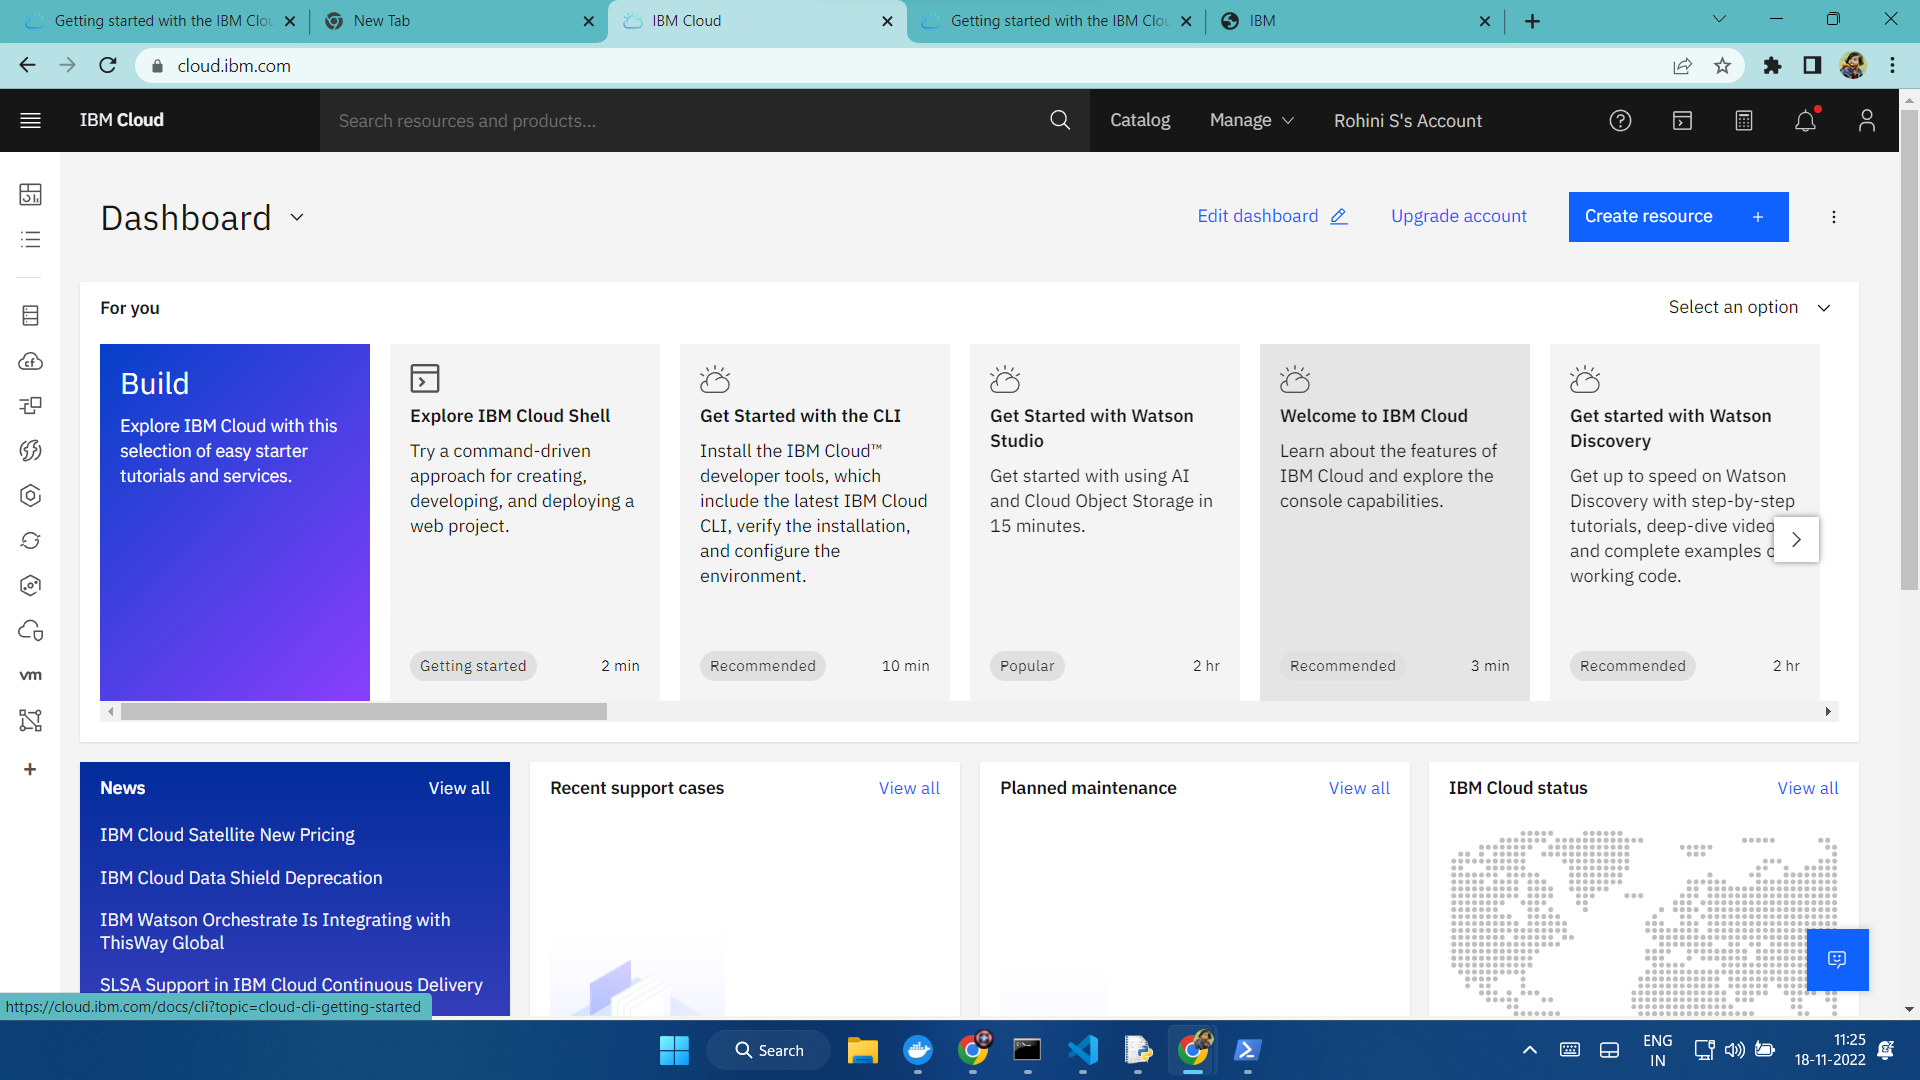 Getting started with the IBM Clou
New Tab
IBM Cloud
Getting started with the IBM Clou
IBM
cloud.ibm.com
IBM Cloud
Search resources and products...
Catalog
Manage
Rohini S's Account
Dashboard
Edit dashboard
Upgrade account
Create resource +
For you
Select an option
Build
Explore IBM Cloud with this
selection of easy starter
tutorials and services.
Explore IBM Cloud Shell
Try a command-driven
approach for creating,
developing, and deploying a
web project.
Getting started
2 min
Get Started with the CLI
Install the IBM Cloud™
developer tools, which
include the latest IBM Cloud
CLI, verify the installation,
and configure the
environment.
Recommended
10 min
Get Started with Watson
Studio
Get started with using AI
and Cloud Object Storage in
15 minutes.
Popular
2 hr
Welcome to IBM Cloud
Learn about the features of
IBM Cloud and explore the
console capabilities.
Recommended
3 min
Get started with Watson
Discovery
Get up to speed on Watson
Discovery with step-by-step
tutorials, deep-dive video
and complete examples
working code.
Recommended
2 hr
cf
vm
News
View all
IBM Cloud Satellite New Pricing
IBM Cloud Data Shield Deprecation
IBM Watson Orchestrate Is Integrating with
ThisWay Global
SLSA Support in IBM Cloud Continuous Delivery
Recent support cases
View all
Planned maintenance
View all
IBM Cloud status
View all
https://cloud.ibm.com/docs/cli?topic=cloud-cli-getting-started
Search
ENG
IN
11:25
18-11-2022